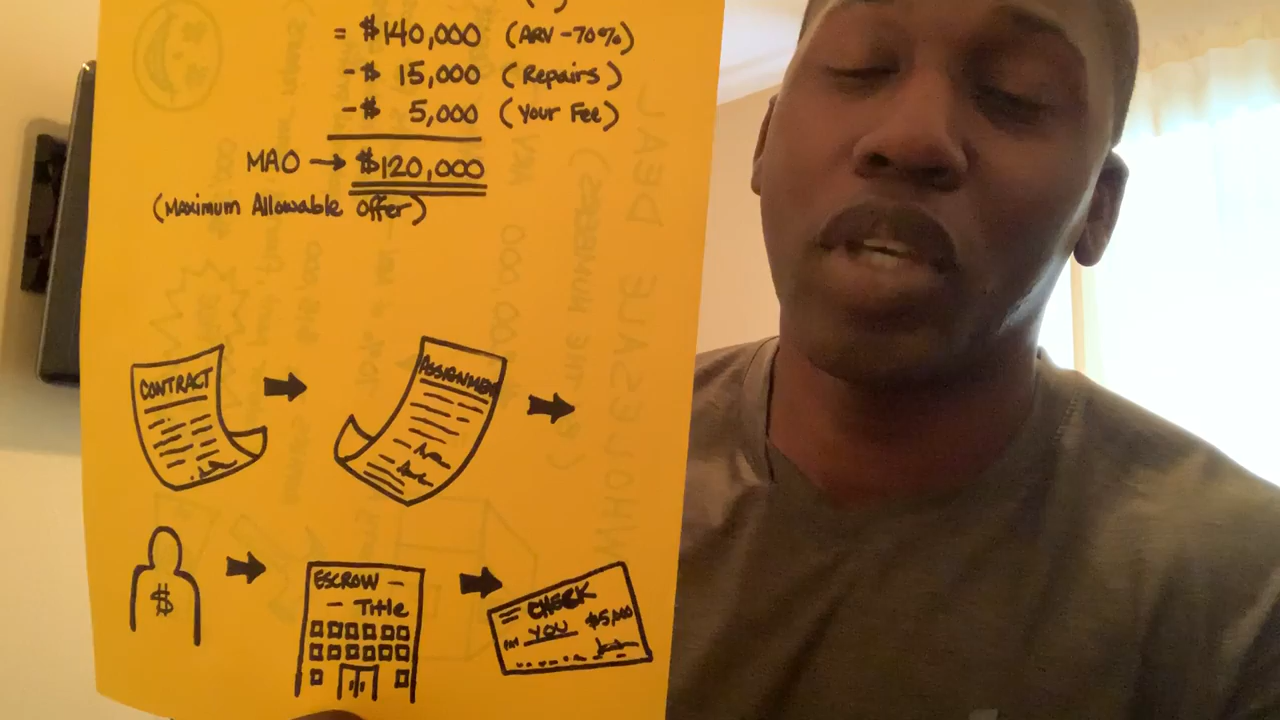 = $140,000 (ARV-70%)
-$ 15,000 (Repairs)
-$ 5,000 (Your Fee)
MAO → $120,000
(Maximum Allowable Offer)
CONTRACT
ASSIGNMEN
$
ESCROW -
- Title
CHECK
YOU $5,000